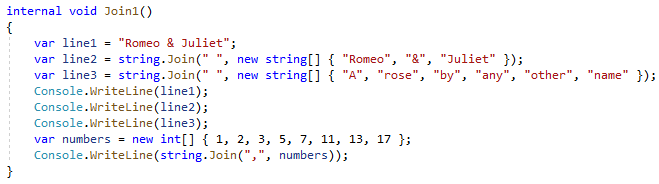 internal void Join1()
{
    var line1 = "Romeo & Juliet";
    var line2 = string.Join(" ", new string[] { "Romeo", "&", "Juliet" });
    var line3 = string.Join(" ", new string[] { "A", "rose", "by", "any", "other", "name" });
    Console.WriteLine(line1);
    Console.WriteLine(line2);
    Console.WriteLine(line3);
    var numbers = new int[] { 1, 2, 3, 5, 7, 11, 13, 17 };
    Console.WriteLine(string.Join(",", numbers));
}